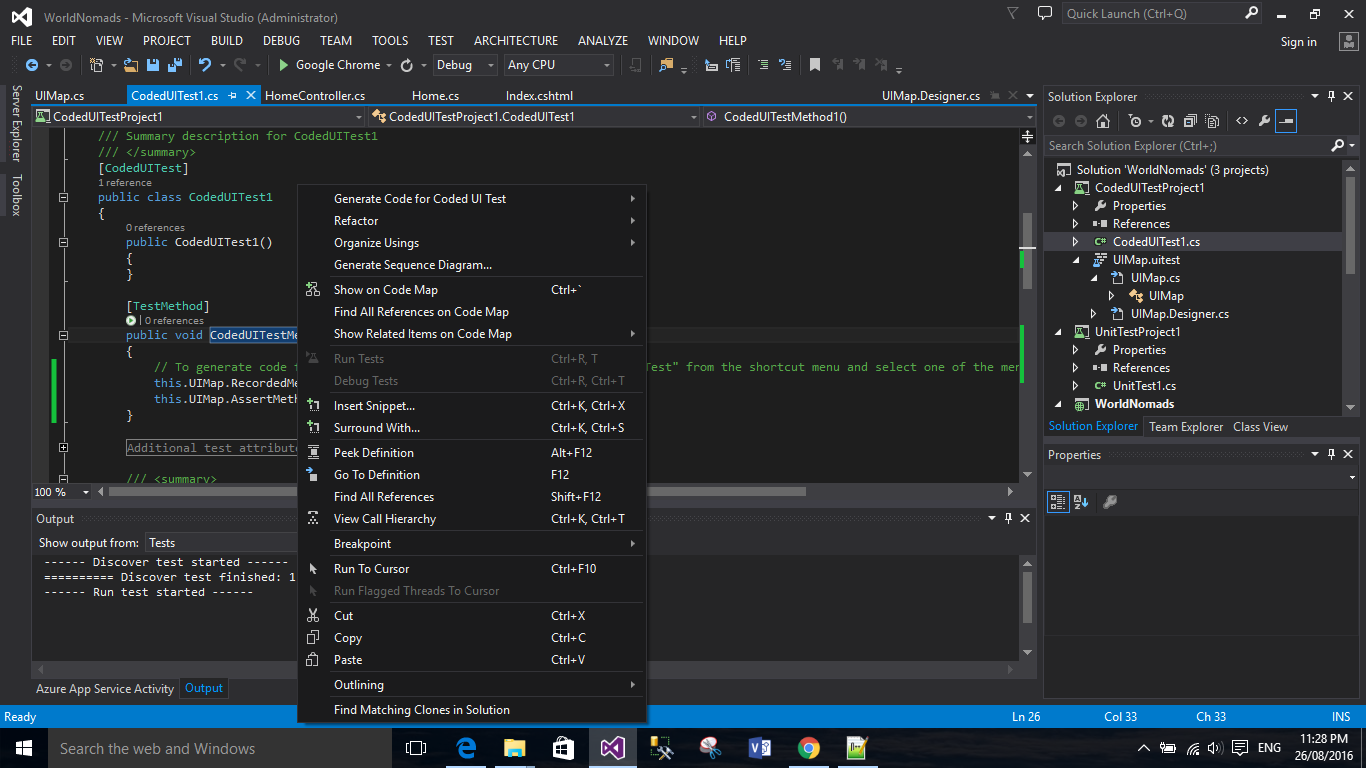 WorldNomads - Microsoft Visual Studio (Administrator)
Quick Launch (Ctrl+Q)
FILE EDIT VIEW PROJECT BUILD DEBUG TEAM TOOLS TEST ARCHITECTURE ANALYZE WINDOW HELP
Sign in
Google Chrome Debug Any CPU
Server Explorer
Toolbox
UIMap.cs CodedUITest1.cs HomeController.cs Home.cs Index.cshtml UIMap.Designer.cs
CodedUITestProject1 CodedUITestProject1.CodedUITest1 CodedUITestMethod1()
/// Summary description for CodedUITest1
/// </summary>
[CodedUITest]
1 reference
public class CodedUITest1
{
0 references
public CodedUITest1()
{
}
[TestMethod]
0 references
public void CodedUITestMe
{
// To generate code f
Test" from the shortcut menu and select one of the men
this.UIMap.RecordedMe
this.UIMap.AssertMeth
}
Additional test attribute
/// <summary>
100 %
Generate Code for Coded UI Test
Refactor
Organize Usings
Generate Sequence Diagram...
Show on Code Map Ctrl+`
Find All References on Code Map
Show Related Items on Code Map
Run Tests Ctrl+R, T
Debug Tests Ctrl+R, Ctrl+T
Insert Snippet... Ctrl+K, Ctrl+X
Surround With... Ctrl+K, Ctrl+S
Peek Definition Alt+F12
Go To Definition F12
Find All References Shift+F12
View Call Hierarchy Ctrl+K, Ctrl+T
Breakpoint
Run To Cursor Ctrl+F10
Run Flagged Threads To Cursor
Cut Ctrl+X
Copy Ctrl+C
Paste Ctrl+V
Outlining
Find Matching Clones in Solution
Output
Show output from: Tests
------ Discover test started ------
========== Discover test finished: 1
------ Run test started ------
Azure App Service Activity Output
Solution Explorer
Search Solution Explorer (Ctrl+;)
Solution 'WorldNomads' (3 projects)
CodedUITestProject1
Properties
References
C# CodedUITest1.cs
UIMap.uitest
UIMap.cs
UIMap
UIMap.Designer.cs
UnitTestProject1
Properties
References
C# UnitTest1.cs
WorldNomads
Solution Explorer Team Explorer Class View
Properties
Ready Ln 26 Col 33 Ch 33 INS
Search the web and Windows
ENG
11:28 PM
26/08/2016